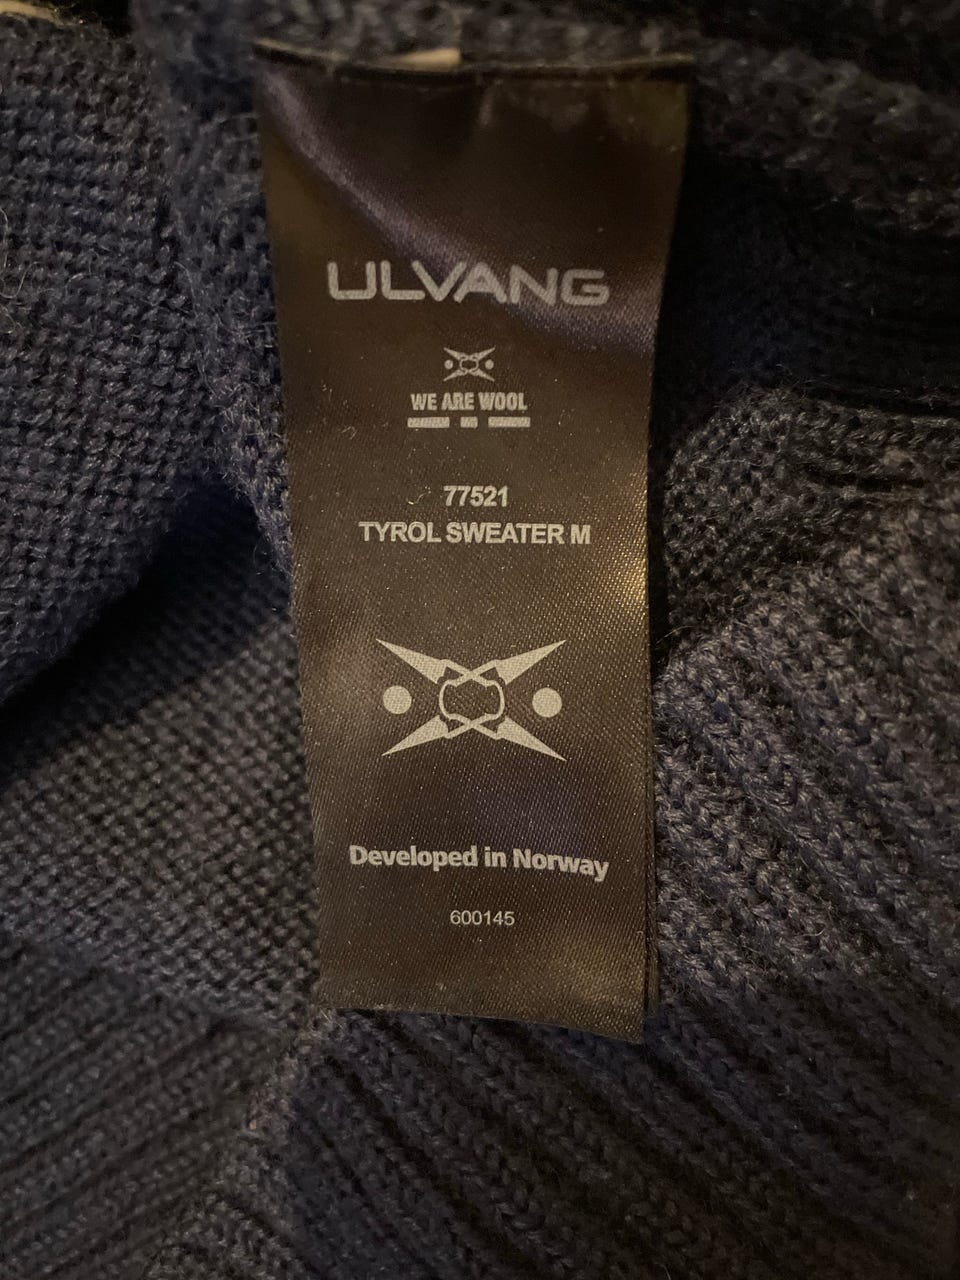 ULVANG
WE ARE WOOL
77521
TYROL SWEATER M
Developed in Norway
600145